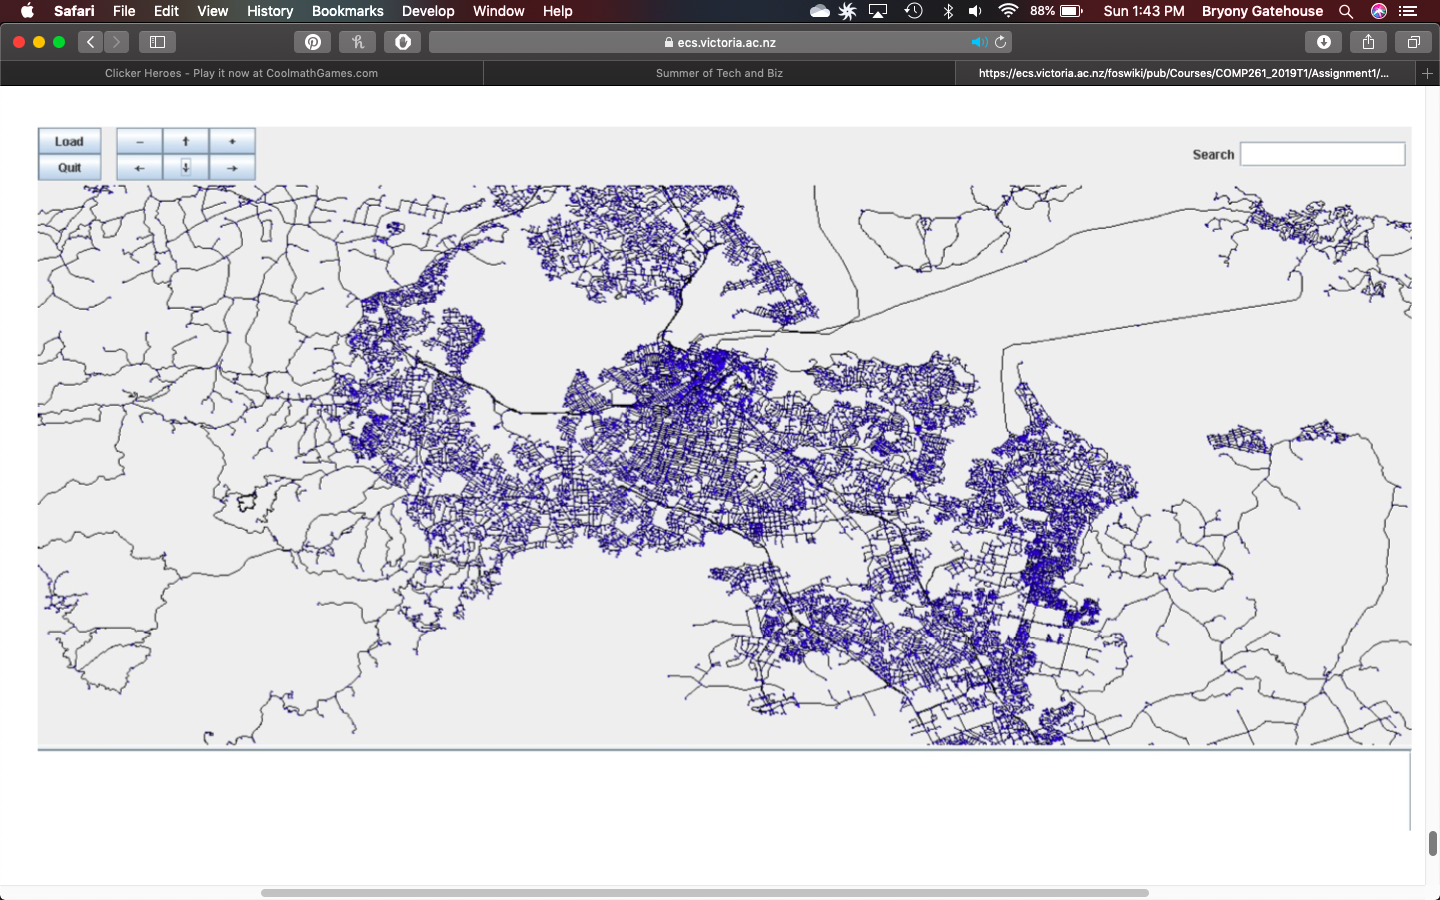 Safari File Edit View History Bookmarks Develop Window Help 88% Sun 1:43 PM Bryony Gatehouse
ecs.victoria.ac.nz
Clicker Heroes - Play it now at CoolmathGames.com Summer of Tech and Biz https://ecs.victoria.ac.nz/foswiki/pub/Courses/COMP261_2019T1/Assignment1/...
Load - ↑ +
Quit ← ↓ →
Search